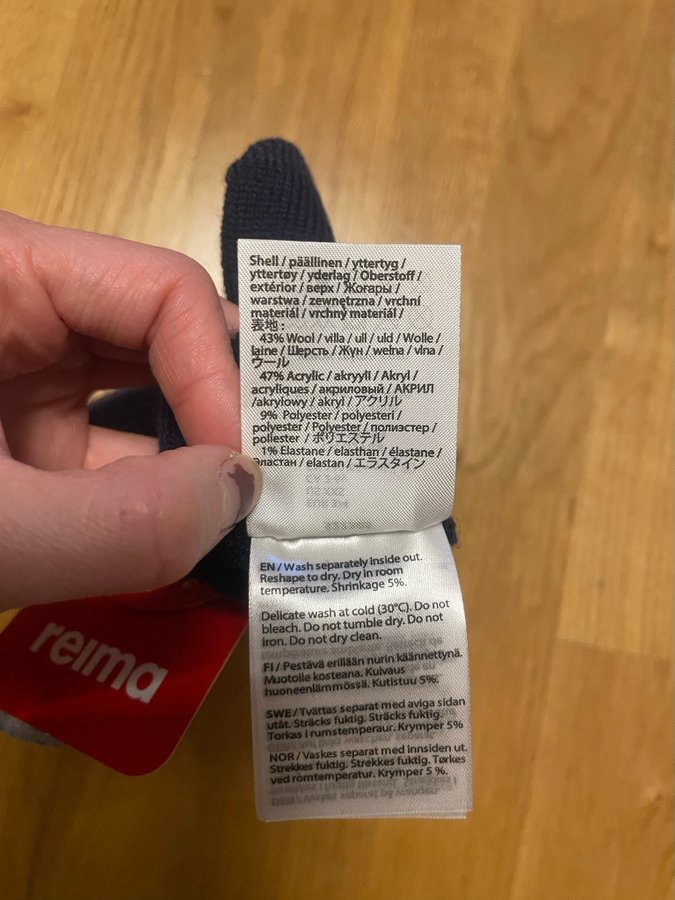 Shell / päällinen / yttertyg /
yttertøy / yderlag / Oberstoff /
extérior / верх / Жоғары /
warstwa / zewnętrzna / vrchní
materiál / vrchný materiál /
表地 :
43% Wool / villa / ull / uld / Wolle /
laine / Шерсть / Жүн / wełna / vlna /
ウール
47% Acrylic / akryyli / Akryl /
acryliques / акриловый / АКРИЛ
/akrylowy / akryl / アクリル
9% Polyester / polyesteri /
polyester / Polyester / полиэстер /
poliester / ポリエステル
1% Elastane / elasthan / élastane /
Эластан / elastan / エラスタイン
EN / Wash separately inside out.
Reshape to dry. Dry in room
temperature. Shrinkage 5%.
Delicate wash at cold (30°C). Do not
bleach. Do not tumble dry. Do not
iron. Do not dry clean.
FI / Pestävä erillään nurin käännettynä.
Muotoile kosteana. Kuivaus
huoneenlämmössä. Kutistuu 5%.
SWE / Tvättas separat med aviga sidan
utåt. Sträcks fuktig. Sträcks fuktig.
Torkas i rumstemperaur. Krymper 5%
NOR / Vaskes separat med innsiden ut.
Strekkes fuktig. Strekkes fuktig. Tørkes
ved romtemperatur. Krymper 5 %.
reima